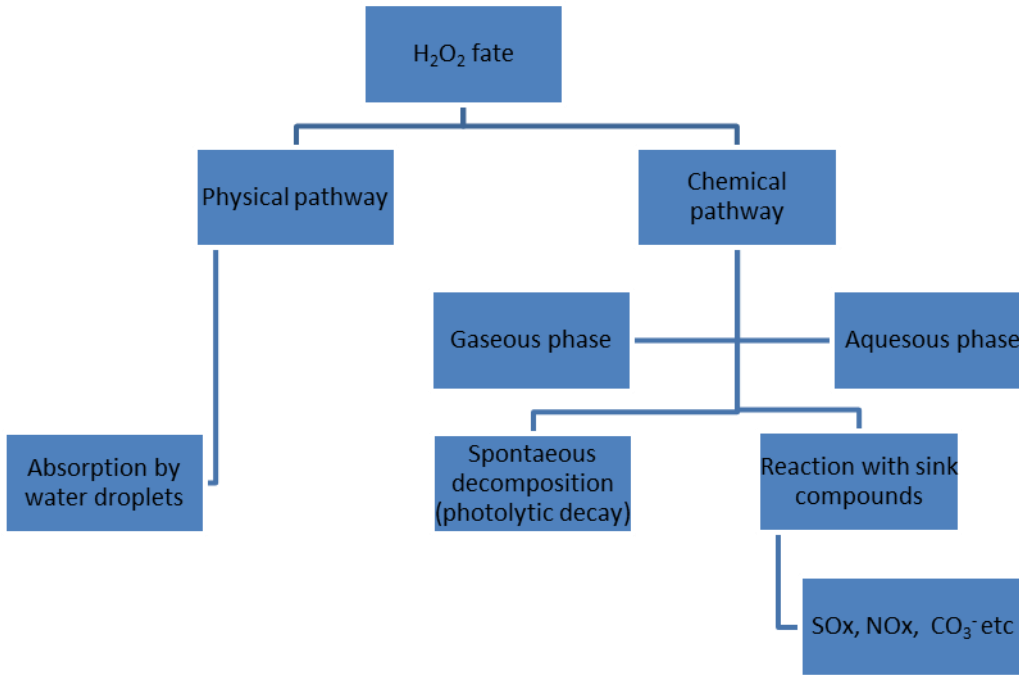 H₂O₂ fate
Physical pathway
Chemical
pathway
Gaseous phase
Aquesous phase
Absorption by
water droplets
Spontaeous
decomposition
(photolytic decay)
Reaction with sink
compounds
SOx, NOx, CO₃⁻ etc